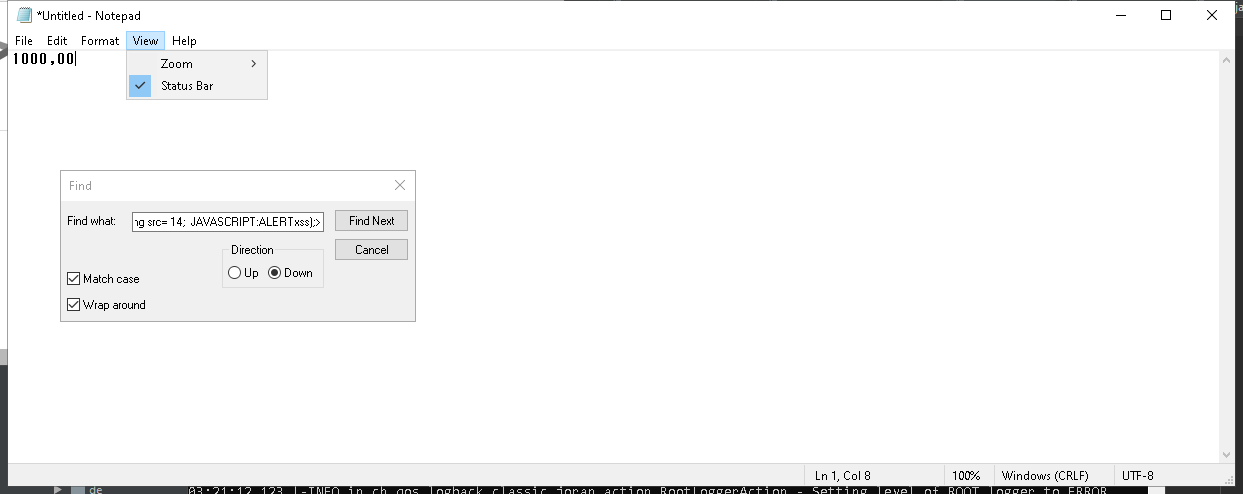 *Untitled - Notepad
File Edit Format View Help
1000,00
Zoom
Status Bar
Find
Find what: ng src= 14; JAVASCRIPT:ALERTxss);>
Find Next
Direction
Cancel
Up Down
Match case
Wrap around
Ln 1, Col 8 100% Windows (CRLF) UTF-8
de 03:21:12,123 |-INFO in ch.qos.logback.classic.joran.action.RootLoggerAction - Setting level of ROOT logger to ERROR